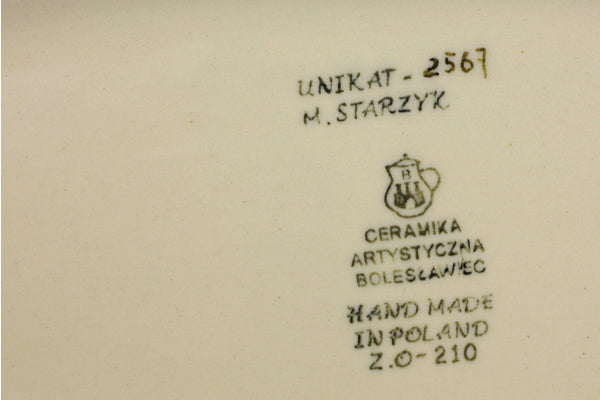 UNIKAT - 2567
M. STARZYK
B
CERAMIKA
ARTYSTYCZNA
BOLESŁAWIEC
HAND MADE
IN POLAND
Z.O-210